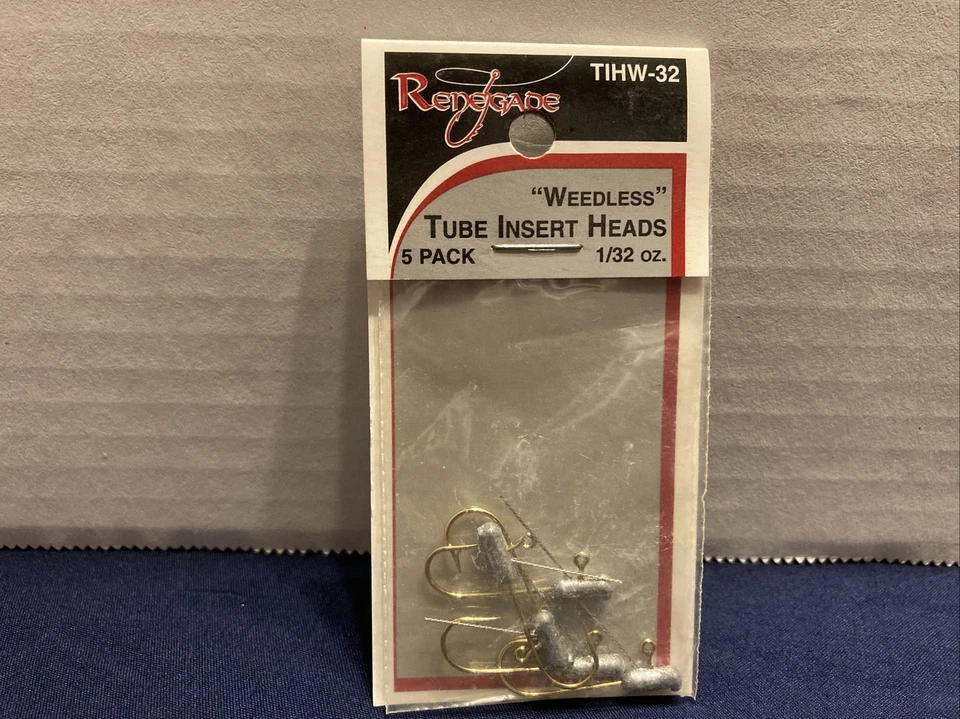 TIHW-32
RENEGADE
“WEEDLESS”
TUBE INSERT HEADS
5 PACK 1/32 OZ.